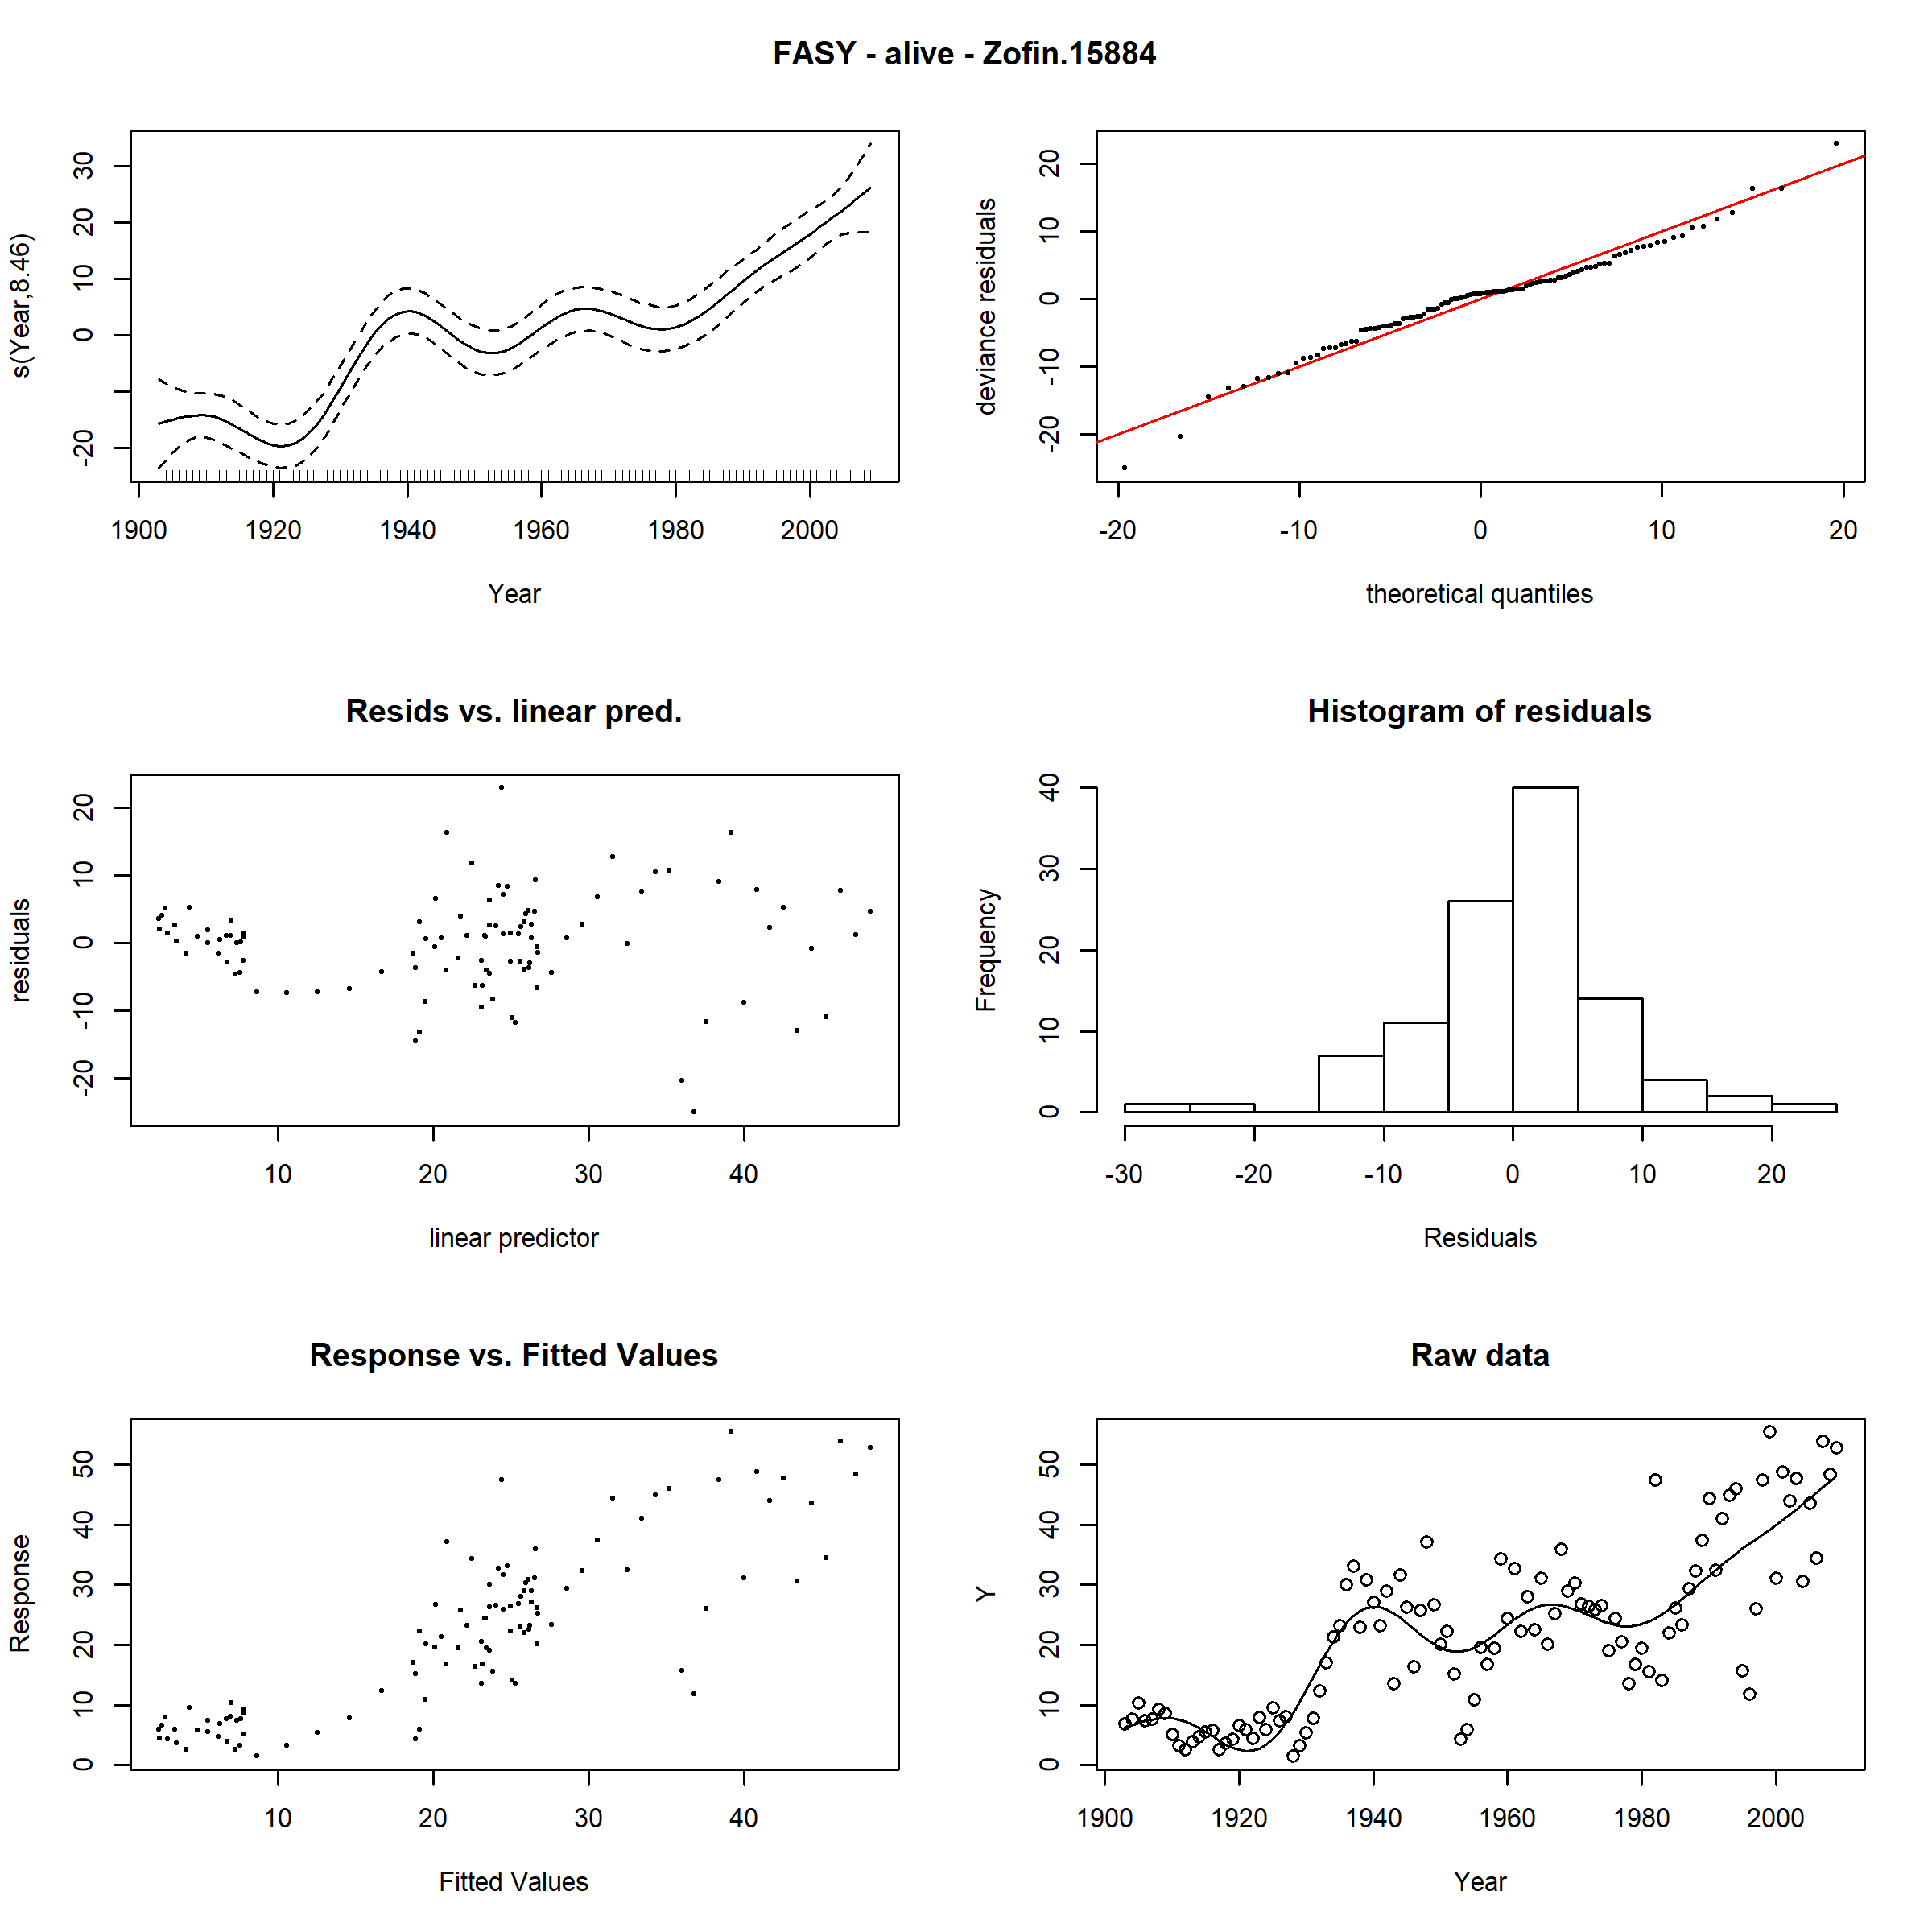 FASY - alive - Zofin.15884
s(Year,8.46)
30
20
10
0
-20
1900 1920 1940 1960 1980 2000
Year
deviance residuals
20
10
0
-10
-20
-20 -10 0 10 20
theoretical quantiles
Resids vs. linear pred.
residuals
20
10
0
-10
-20
10 20 30 40
linear predictor
Histogram of residuals
Frequency
40
30
20
10
0
-30 -20 -10 0 10 20
Residuals
Response vs. Fitted Values
Response
50
40
30
20
10
0
10 20 30 40
Fitted Values
Raw data
Y
50
40
30
20
10
0
1900 1920 1940 1960 1980 2000
Year